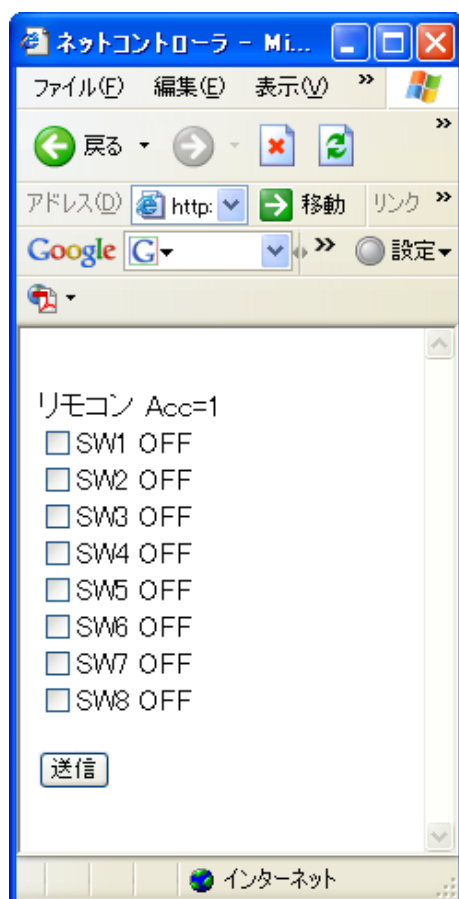 ネットコントローラ - Mi...
ファイル(F) 編集(E) 表示(V) »
戻る »
アドレス(D) http: 移動 リンク »
Google G » 設定
リモコン Acc=1
SW1 OFF
SW2 OFF
SW3 OFF
SW4 OFF
SW5 OFF
SW6 OFF
SW7 OFF
SW8 OFF
送信
インターネット